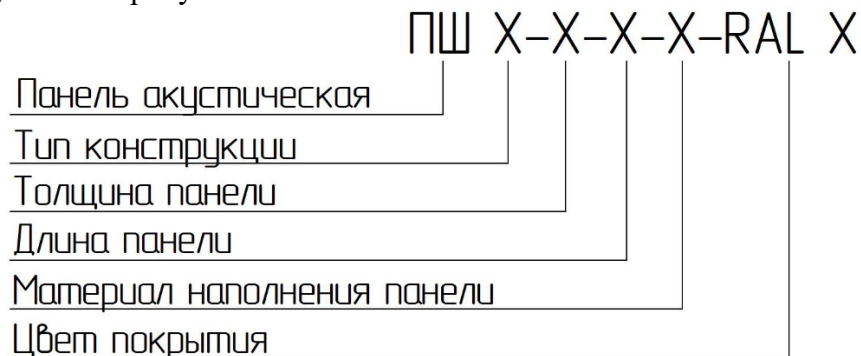 ПШ Х-Х-Х-Х-RAL Х
Панель акустическая
Тип конструкции
Толщина панели
Длина панели
Материал наполнения панели
Цвет покрытия